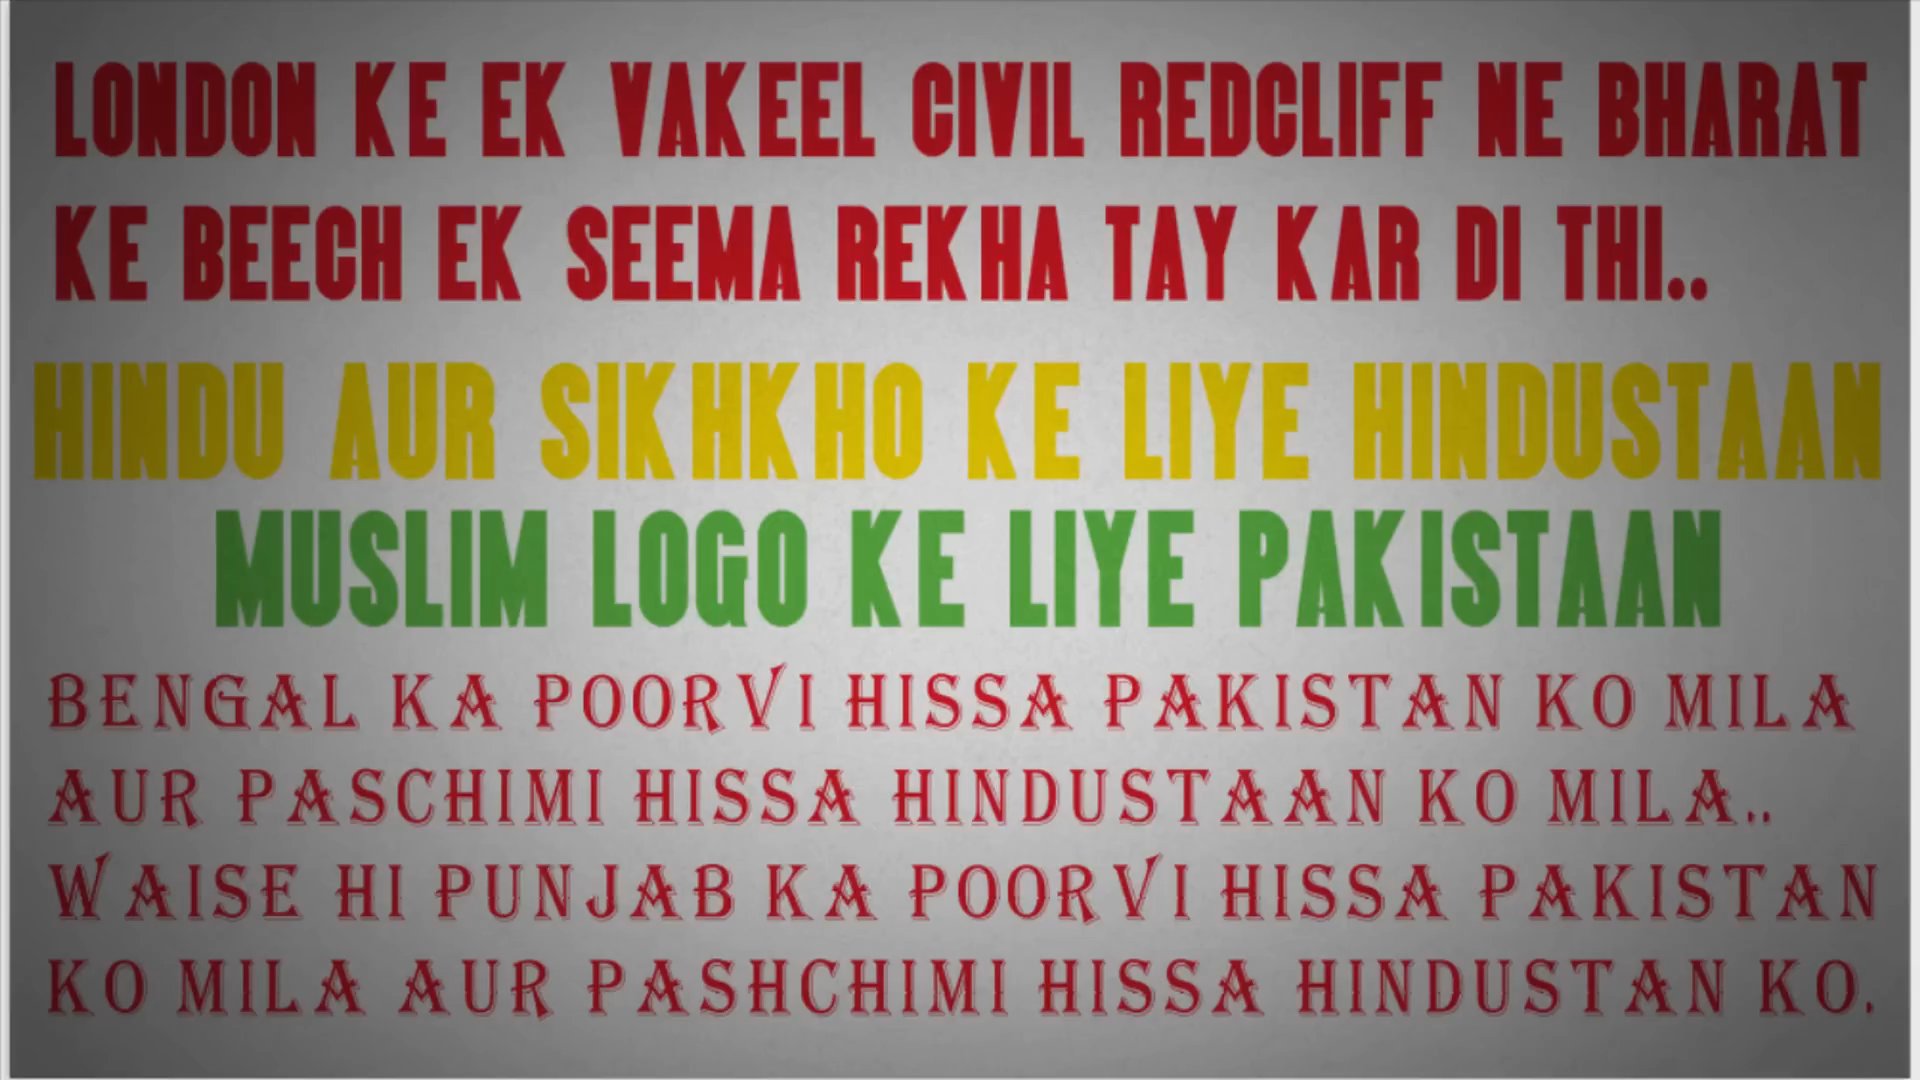 LONDON KE EK VAKEEL CIVIL REDCLIFF NE BHARAT
KE BEECH EK SEEMA REKHA TAY KAR DI THI..
HINDU AUR SIKHKHO KE LIYE HINDUSTAAN
MUSLIM LOGO KE LIYE PAKISTAAN
BENGAL KA POORVI HISSA PAKISTAN KO MILA
AUR PASCHIMI HISSA HINDUSTAAN KO MILA..
WAISE HI PUNJAB KA POORVI HISSA PAKISTAN
KO MILA AUR PASHCHIMI HISSA HINDUSTAN KO.